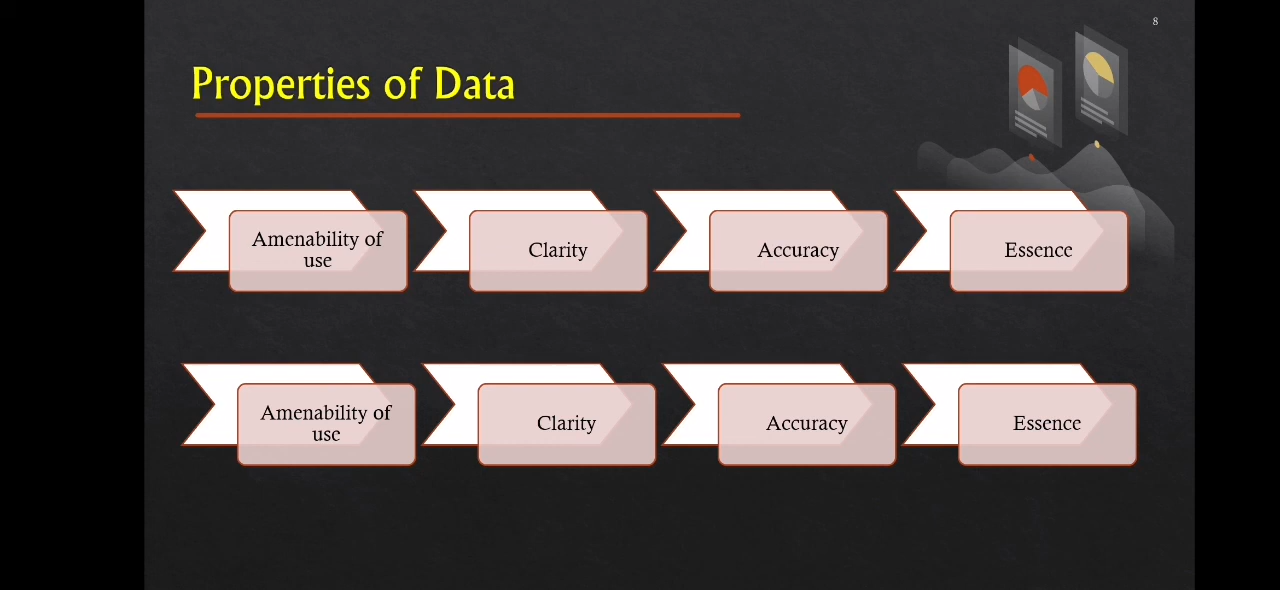 8
Properties of Data
Amenability of
use
Clarity
Accuracy
Essence
Amenability of
use
Clarity
Accuracy
Essence